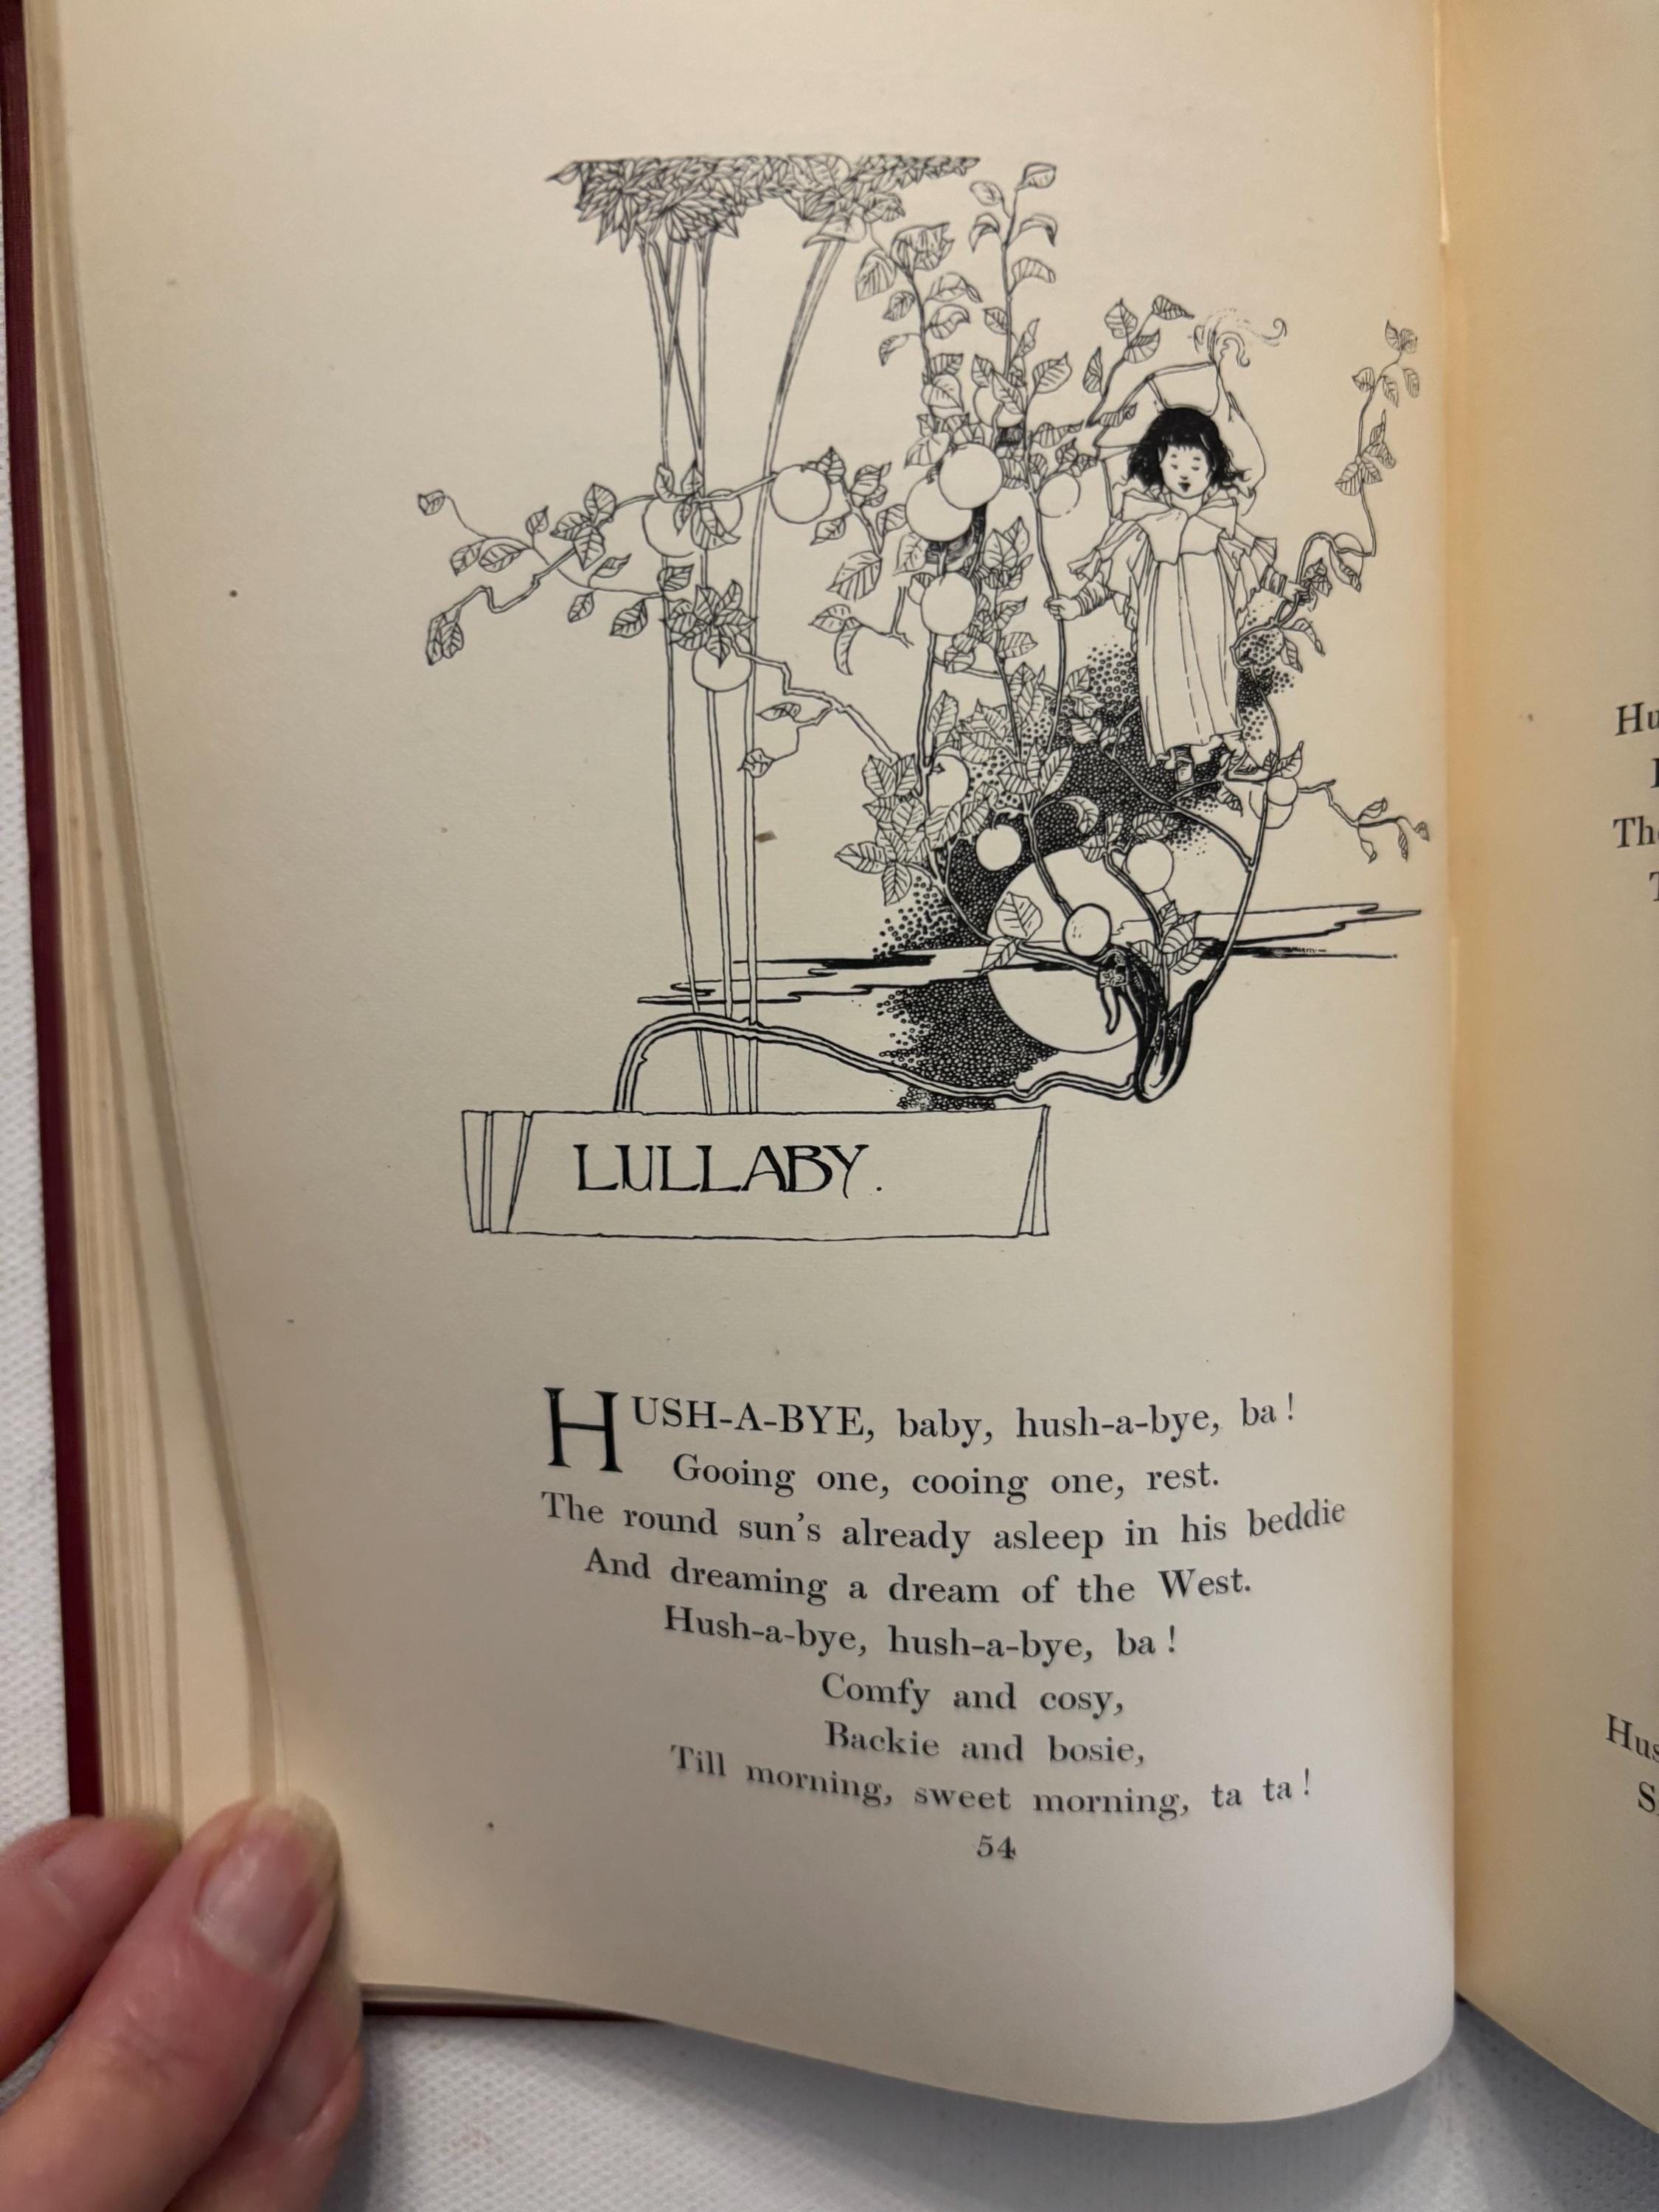 LULLABY.
HUSH-A-BYE, baby, hush-a-bye, ba!
Gooing one, cooing one, rest.
The round sun's already asleep in his beddie
And dreaming a dream of the West.
Hush-a-bye, hush-a-bye, ba!
Comfy and cosy,
Backie and bosie,
Till morning, sweet morning, ta ta!
54